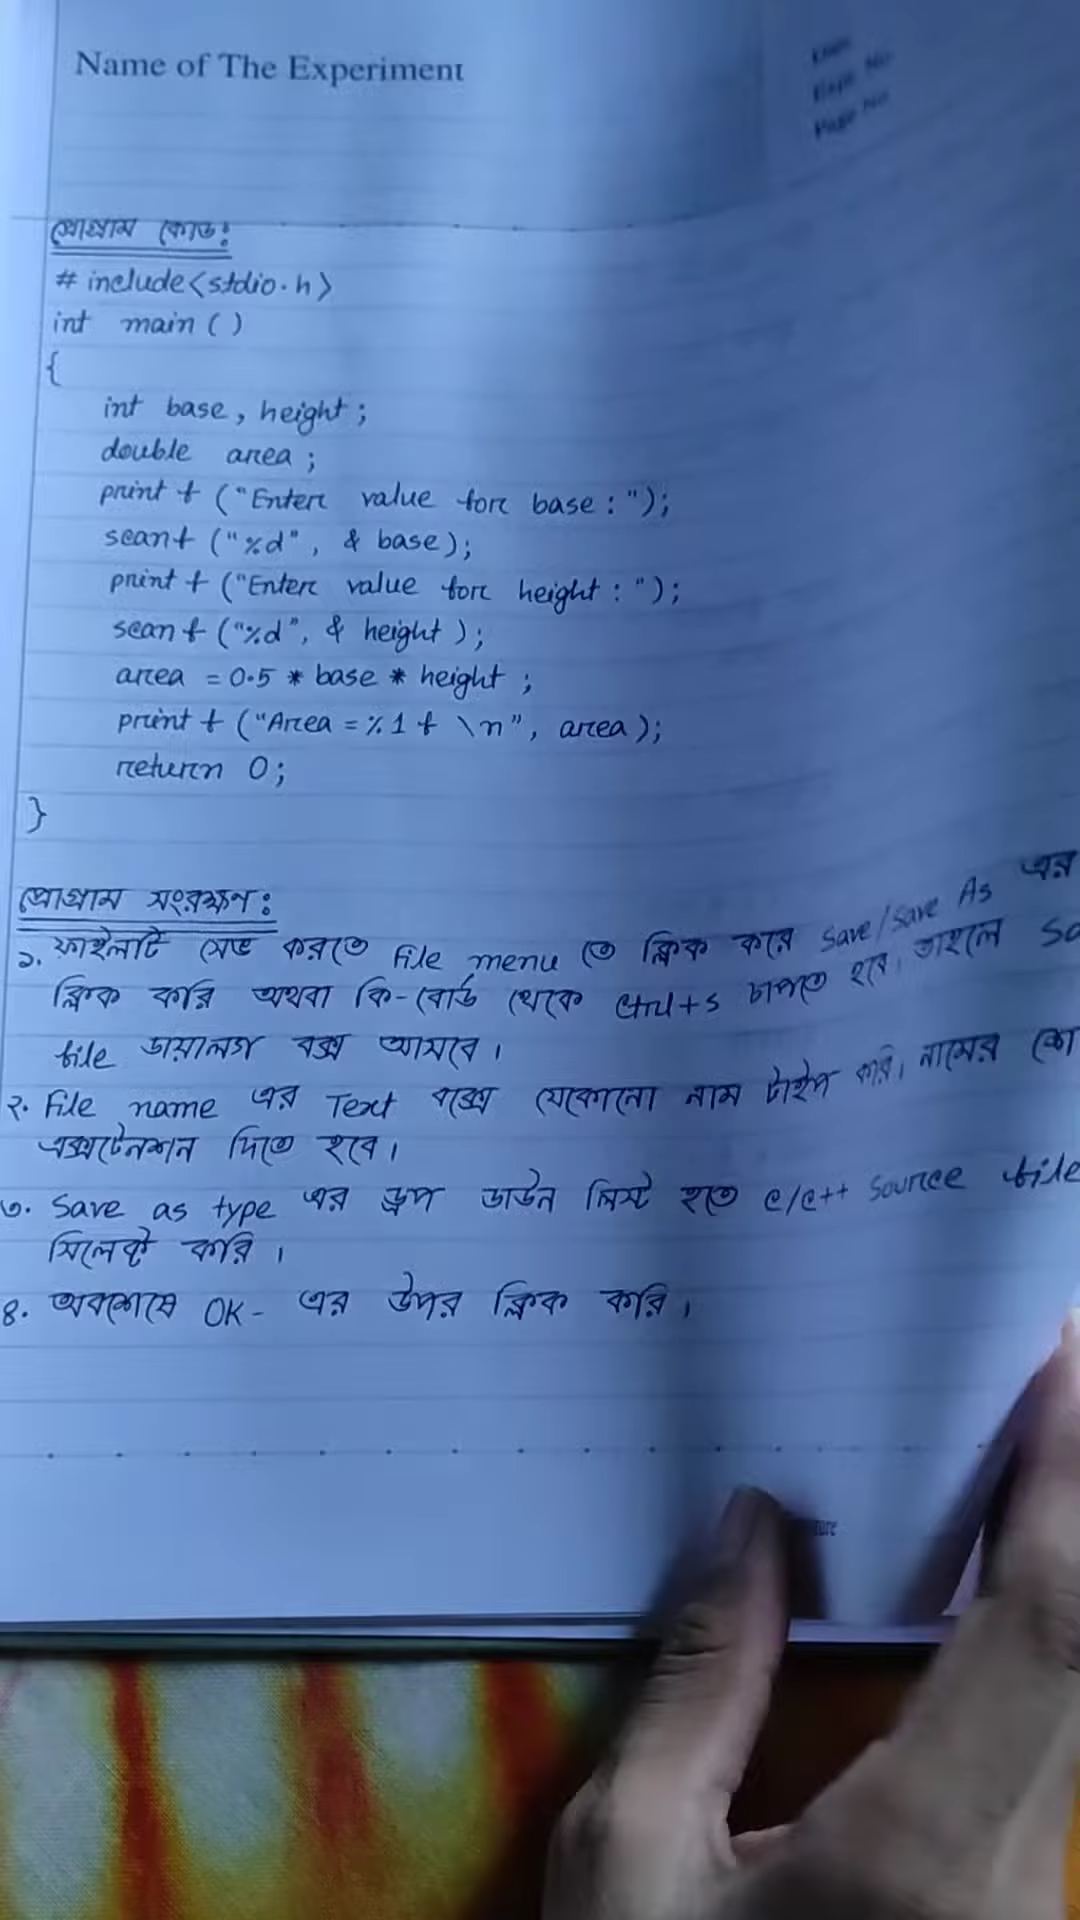 Name of The Experiment
Page No
প্রোগ্রাম কোড:
# include<stdio.h>
int main ()
{
int base, height;
double area;
printf ("Enter value for base: ");
scanf ("%d", & base);
printf ("Enter value for height: ");
scanf ("%d", & height );
area = 0.5 * base * height ;
printf ("Area = %1f \n", area);
return 0;
}
প্রোগ্রাম সংরক্ষণ:
১. ফাইলটি সেভ করতে File menu তে ক্লিক করে Save/Save As এর
ক্লিক করি অথবা কি-বোর্ড থেকে Ctrl+s চাপতে হবে। তাহলে
file ডায়ালগ বক্স আসবে।
২. File name এর Text বক্সে যেকোনো নাম টাইপ করি। নামের
এক্সটেনশন দিতে হবে।
৩. Save as type এর ড্রপ ডাউন লিস্ট হতে c/c++ Source file
সিলেক্ট করি।
৪. অবশেষে OK- এর উপর ক্লিক করি।